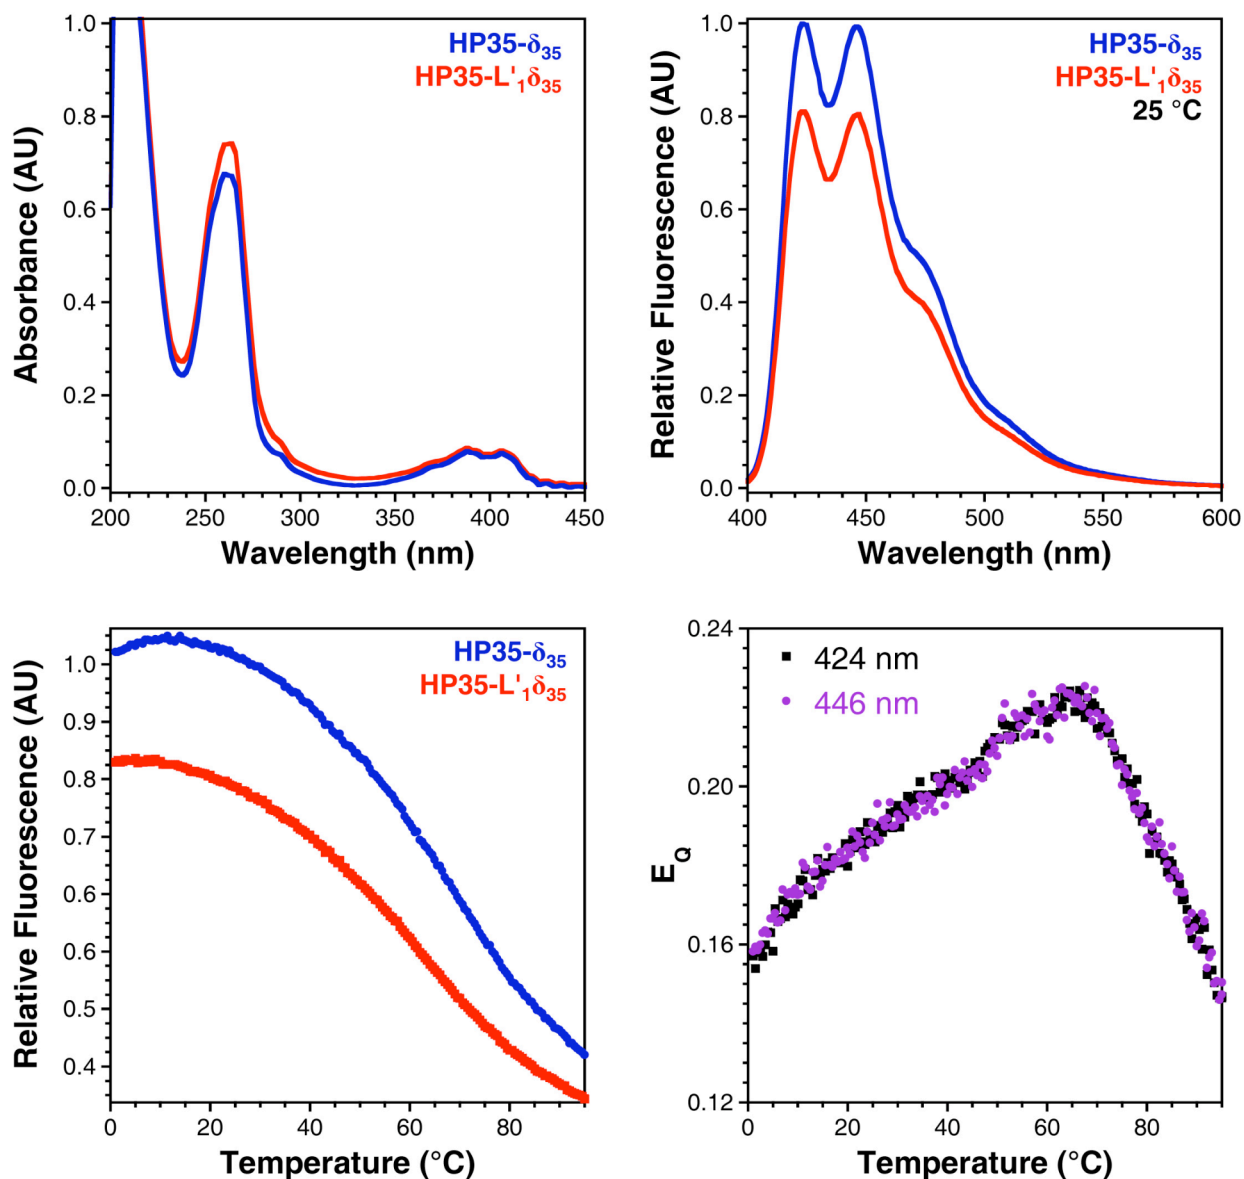 Absorbance (AU)
1.0
0.8
0.6
0.4
0.2
0.0
HP35-δ₃₅
HP35-L'₁δ₃₅
200 250 300 350 400 450
Wavelength (nm)
Relative Fluorescence (AU)
1.0
0.8
0.6
0.4
0.2
0.0
HP35-δ₃₅
HP35-L'₁δ₃₅
25 °C
400 450 500 550 600
Wavelength (nm)
Relative Fluorescence (AU)
1.0
0.9
0.8
0.7
0.6
0.6
0.5
0.4
HP35-δ₃₅
HP35-L'₁δ₃₅
0 20 40 60 80
Temperature (°C)
E_Q
0.24
0.20
0.16
0.12
424 nm
446 nm
0 20 40 60 80
Temperature (°C)